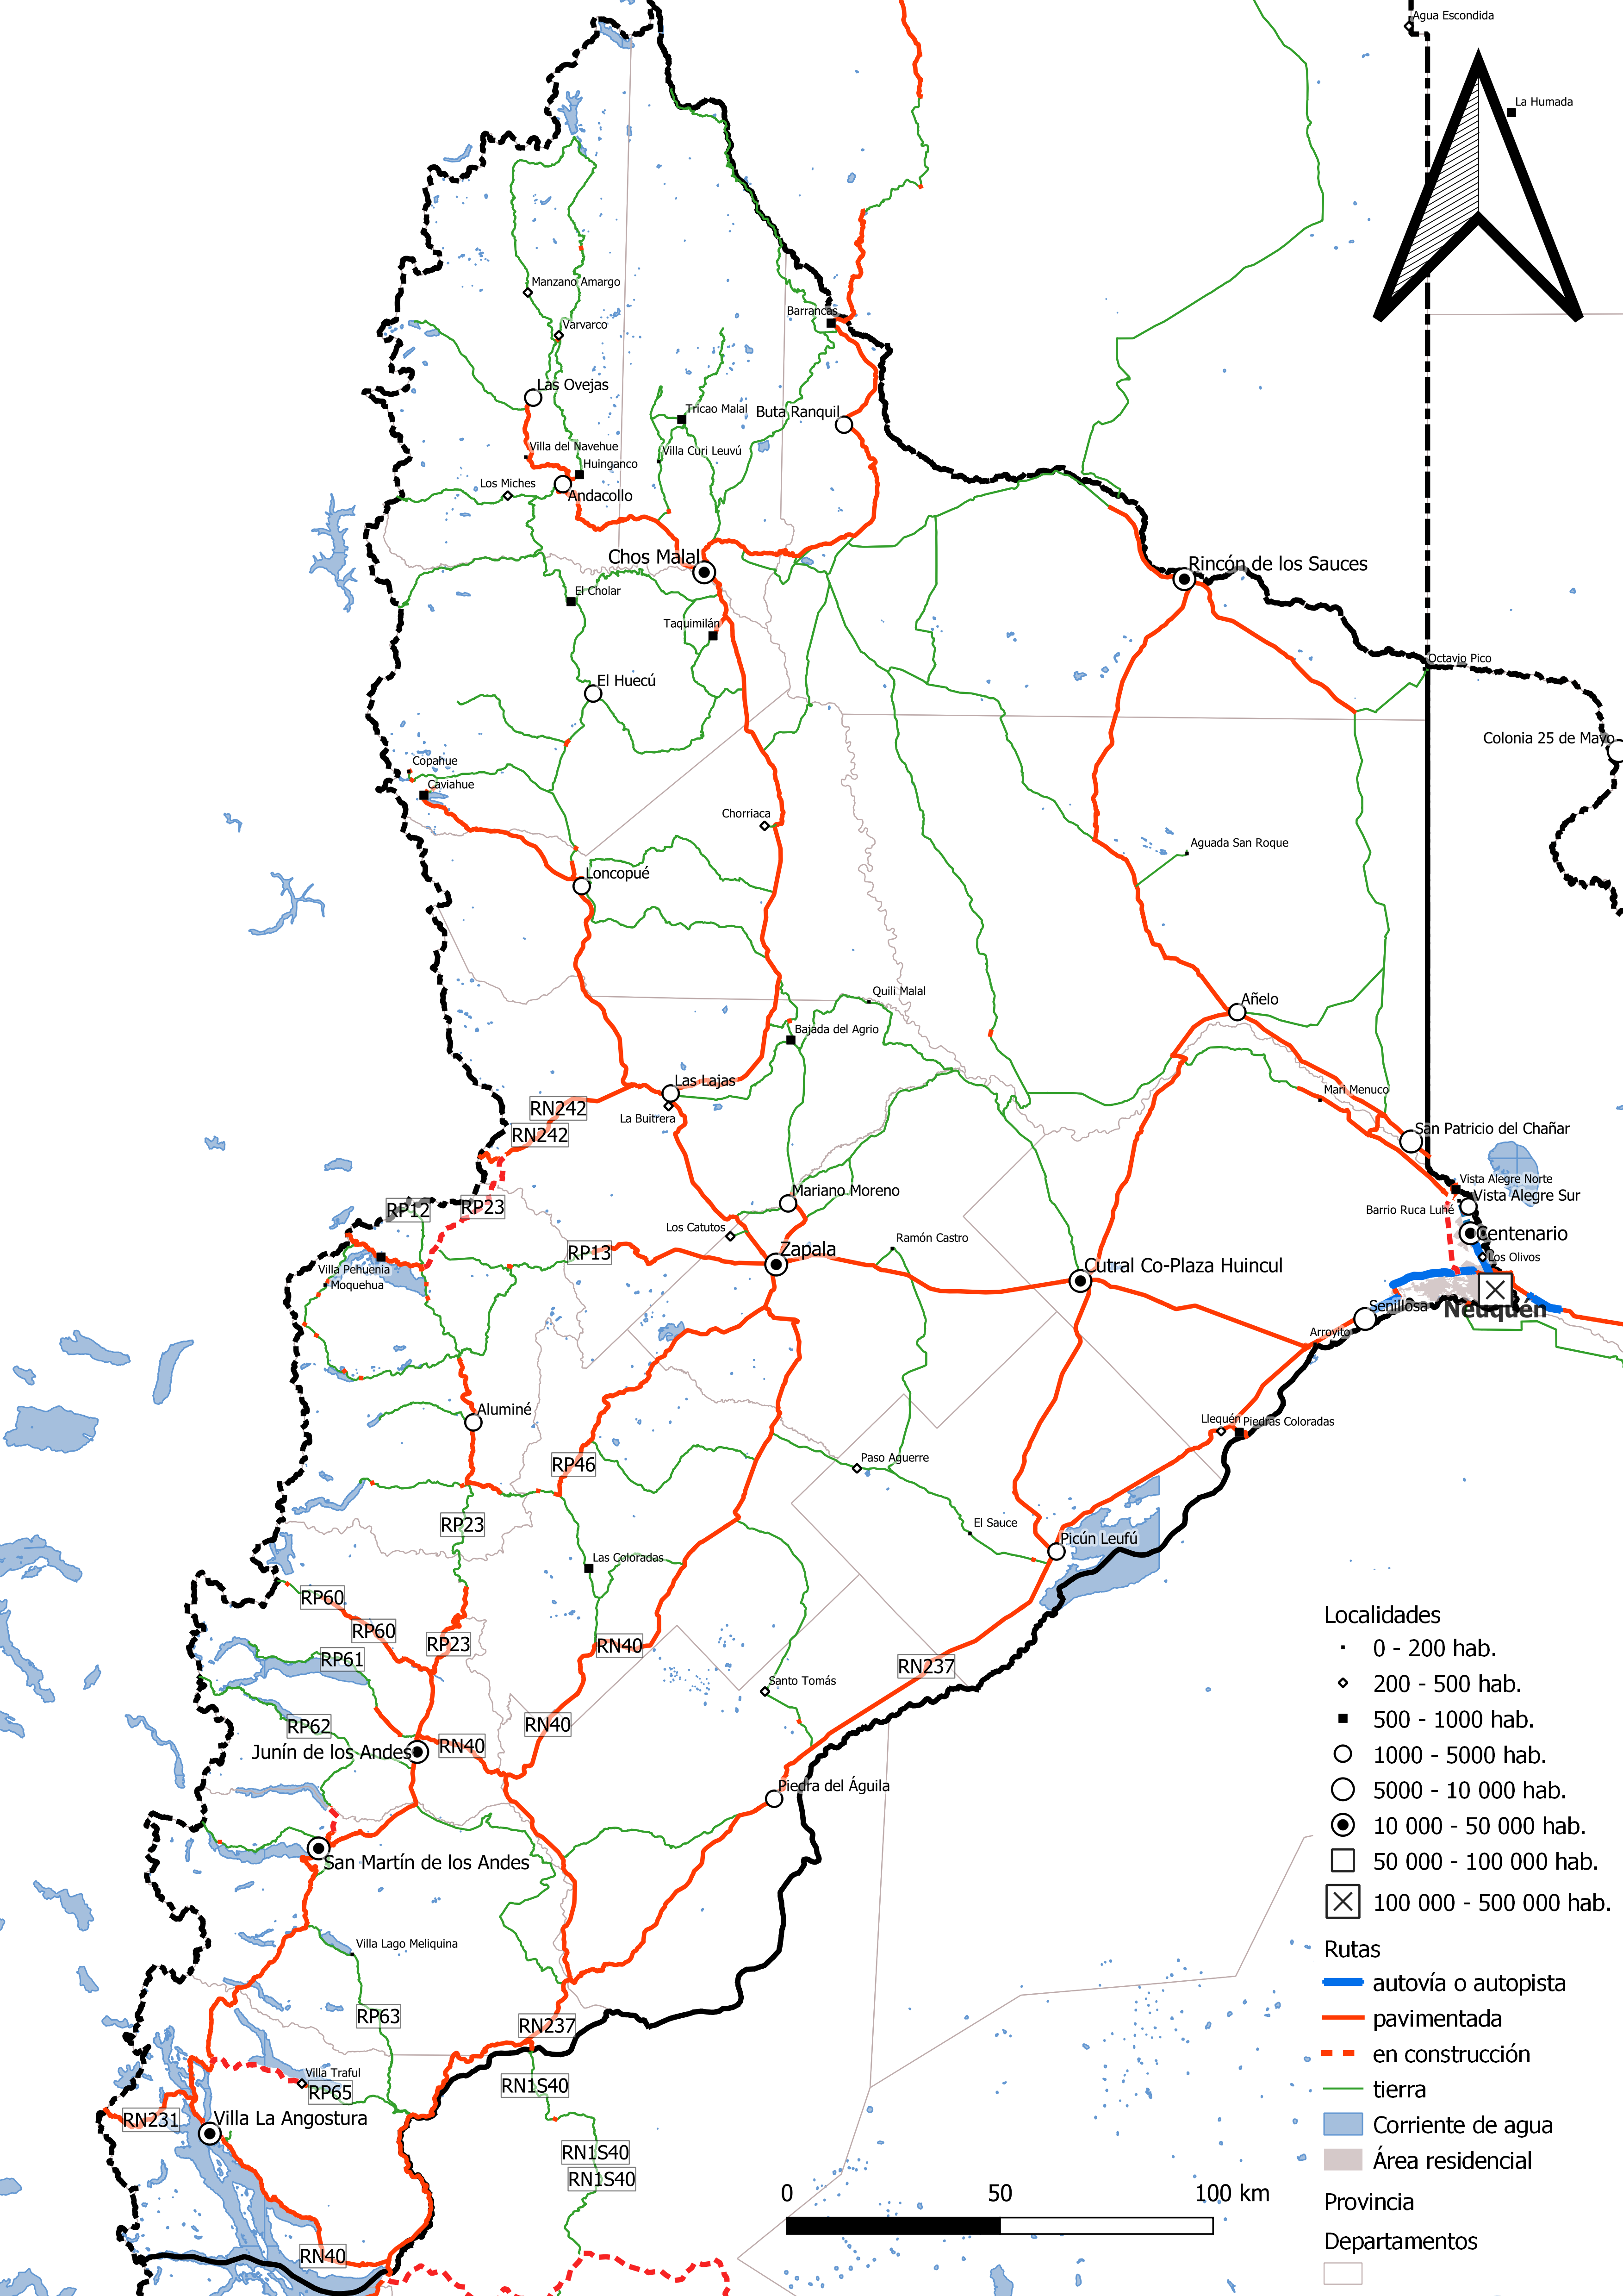 Agua Escondida
La Humada
Manzano Amargo
Barrancas
Varvarco
Las Ovejas
Tricao Malal
Buta Ranquil
Villa del Navehue
Villa Curi Leuvú
Huinganco
Los Miches
Andacollo
Chos Malal
Rincón de los Sauces
El Cholar
Taquimilán
Octavio Pico
El Huecú
Colonia 25 de Mayo
Copahue
Caviahue
Chorriaca
Aguada San Roque
Loncopué
Quili Malal
Añelo
Bajada del Agrio
Las Lajas
Mari Menuco
RN242
La Buitrera
RN242
San Patricio del Chañar
Vista Alegre Norte
Mariano Moreno
Vista Alegre Sur
RP12
RP23
Barrio Ruca Luhé
Los Catutos
Centenario
Ramón Castro
Zapala
RP13
Los Olivos
Cutral Co-Plaza Huincul
Villa Pehuenia
Moquehua
Senillosa
Neuquén
Arroyito
Aluminé
Llequén
Piedras Coloradas
Paso Aguerre
RP46
El Sauce
RP23
Picún Leufú
Las Coloradas
RP60
RP60
RP23
RN40
RP61
RN237
Santo Tomás
RP62
RN40
RN40
Junín de los Andes
Piedra del Águila
San Martín de los Andes
Villa Lago Meliquina
RP63
RN237
Villa Traful
RP65
RN1S40
RN231
Villa La Angostura
RN1S40
RN1S40
RN40
0 50 100 km
Localidades
0 - 200 hab.
200 - 500 hab.
500 - 1000 hab.
1000 - 5000 hab.
5000 - 10 000 hab.
10 000 - 50 000 hab.
50 000 - 100 000 hab.
100 000 - 500 000 hab.
Rutas
autovía o autopista
pavimentada
en construcción
tierra
Corriente de agua
Área residencial
Provincia
Departamentos